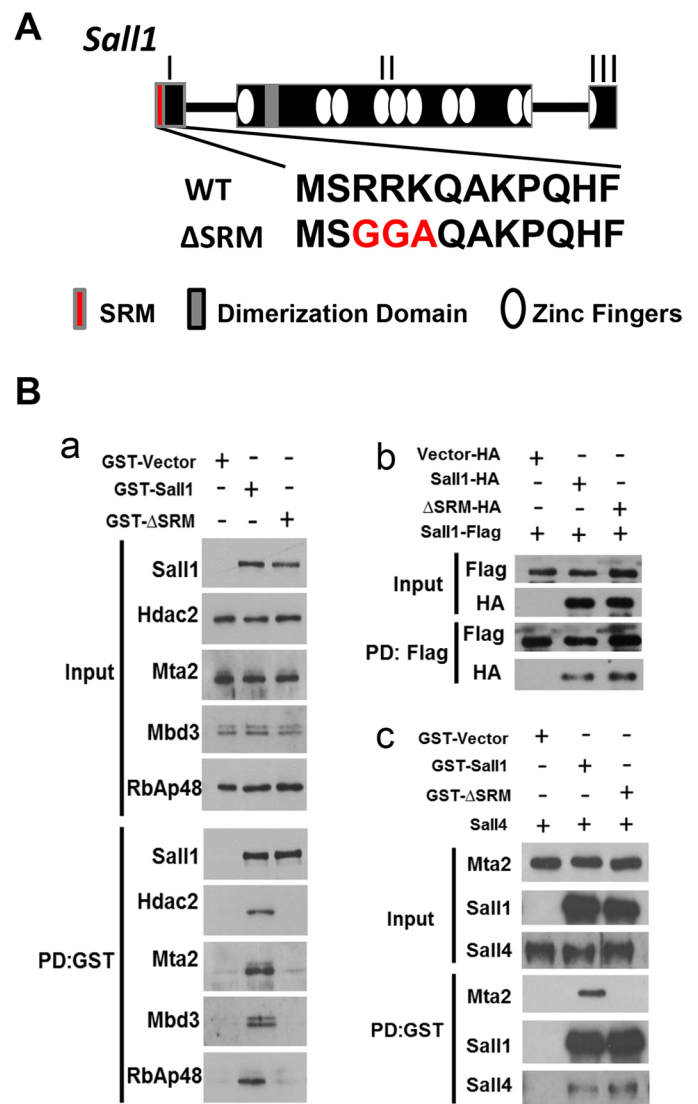 A
Sall1
I II III
WT MSRRKQAKPQHF
ΔSRM MSGGAQAKPQHF
SRM Dimerization Domain Zinc Fingers
B
a
GST-Vector + - -
GST-Sall1 - + -
GST-ΔSRM - - +
Input
Sall1
Hdac2
Mta2
Mbd3
RbAp48
PD:GST
Sall1
Hdac2
Mta2
Mbd3
RbAp48
b
Vector-HA + - -
Sall1-HA - + -
ΔSRM-HA - - +
Sall1-Flag + + +
Input
Flag
HA
PD: Flag
Flag
HA
c
GST-Vector + - -
GST-Sall1 - + -
GST-ΔSRM - - +
Sall4 + + +
Input
Mta2
Sall1
Sall4
PD:GST
Mta2
Sall1
Sall4